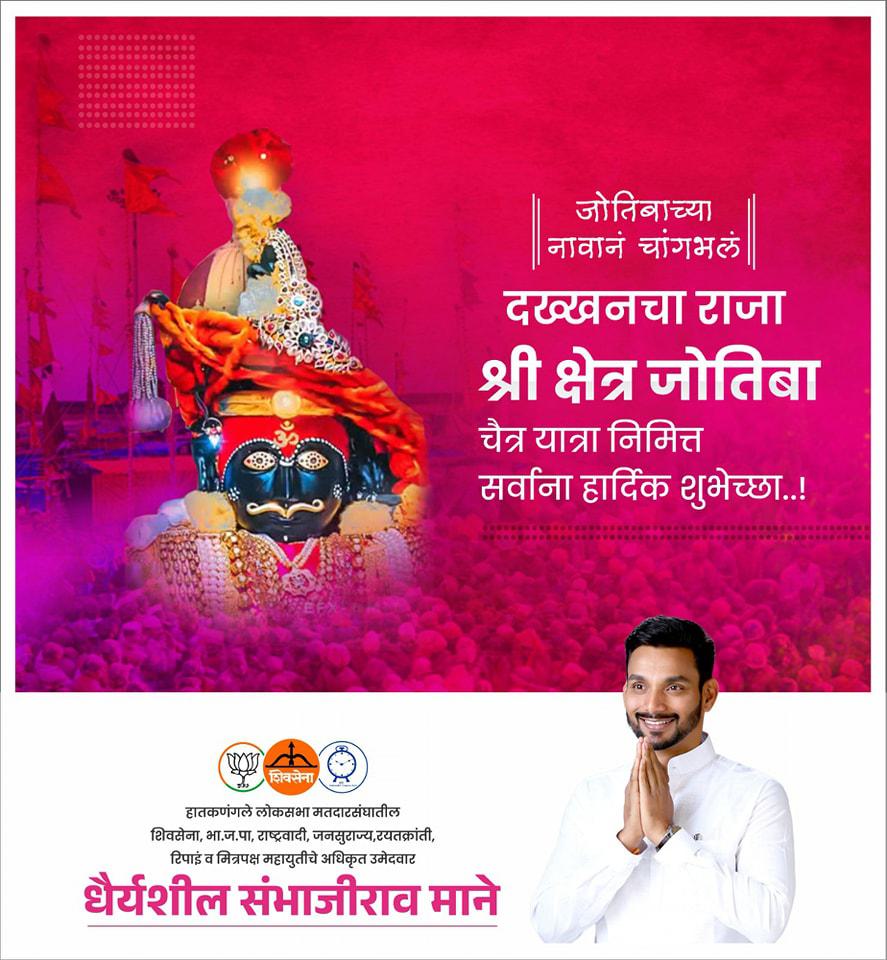 जोतिबाच्या
नावानं चांगभलं
दख्खनचा राजा
श्री क्षेत्र जोतिबा
चैत्र यात्रा निमित्त
सर्वाना हार्दिक शुभेच्छा..!
शिवसेना
हातकणंगले लोकसभा मतदारसंघातील
शिवसेना, भा.ज.पा, राष्ट्रवादी, जनसुराज्य,रयतक्रांती,
रिपाइं व मित्रपक्ष महायुतीचे अधिकृत उमेदवार
धैर्यशील संभाजीराव माने